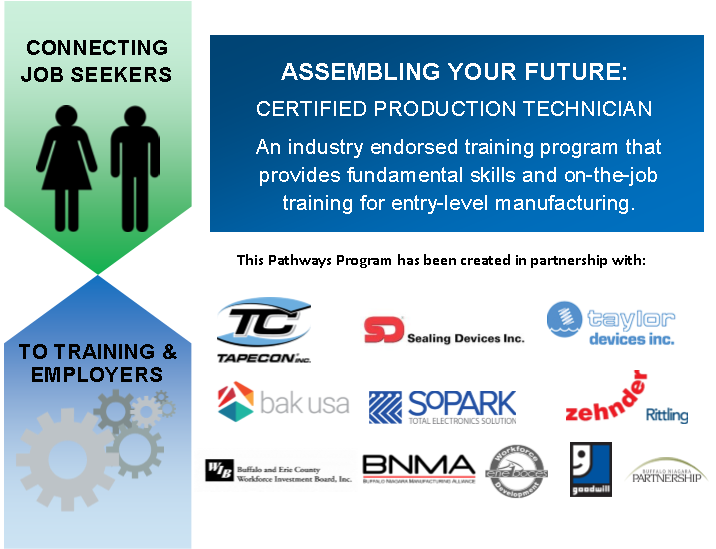 CONNECTING
JOB SEEKERS
TO TRAINING &
EMPLOYERS
ASSEMBLING YOUR FUTURE:
CERTIFIED PRODUCTION TECHNICIAN
An industry endorsed training program that
provides fundamental skills and on-the-job
training for entry-level manufacturing.
This Pathways Program has been created in partnership with:
TC
TAPECON INC.
SD Sealing Devices Inc.
taylor
devices inc.
bak usa
SOPARK
TOTAL ELECTRONICS SOLUTION
zehnder
Rittling
WIB Buffalo and Erie County
Workforce Investment Board, Inc.
BNMA
BUFFALO NIAGARA MANUFACTURING ALLIANCE
Workforce
erie boces
Development
g
goodwill
BUFFALO NIAGARA
PARTNERSHIP